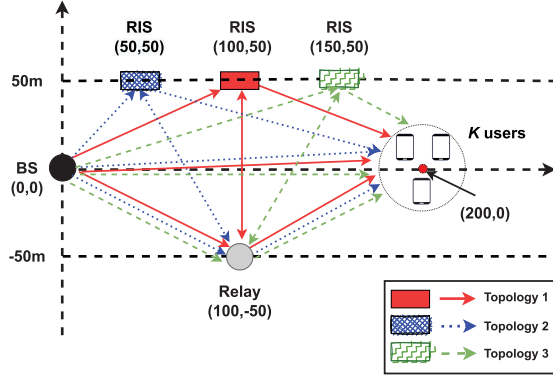 RIS
(50,50)
RIS
(100,50)
RIS
(150,50)
50m
K users
BS
(0,0)
(200,0)
-50m
Relay
(100,-50)
Topology 1
Topology 2
Topology 3